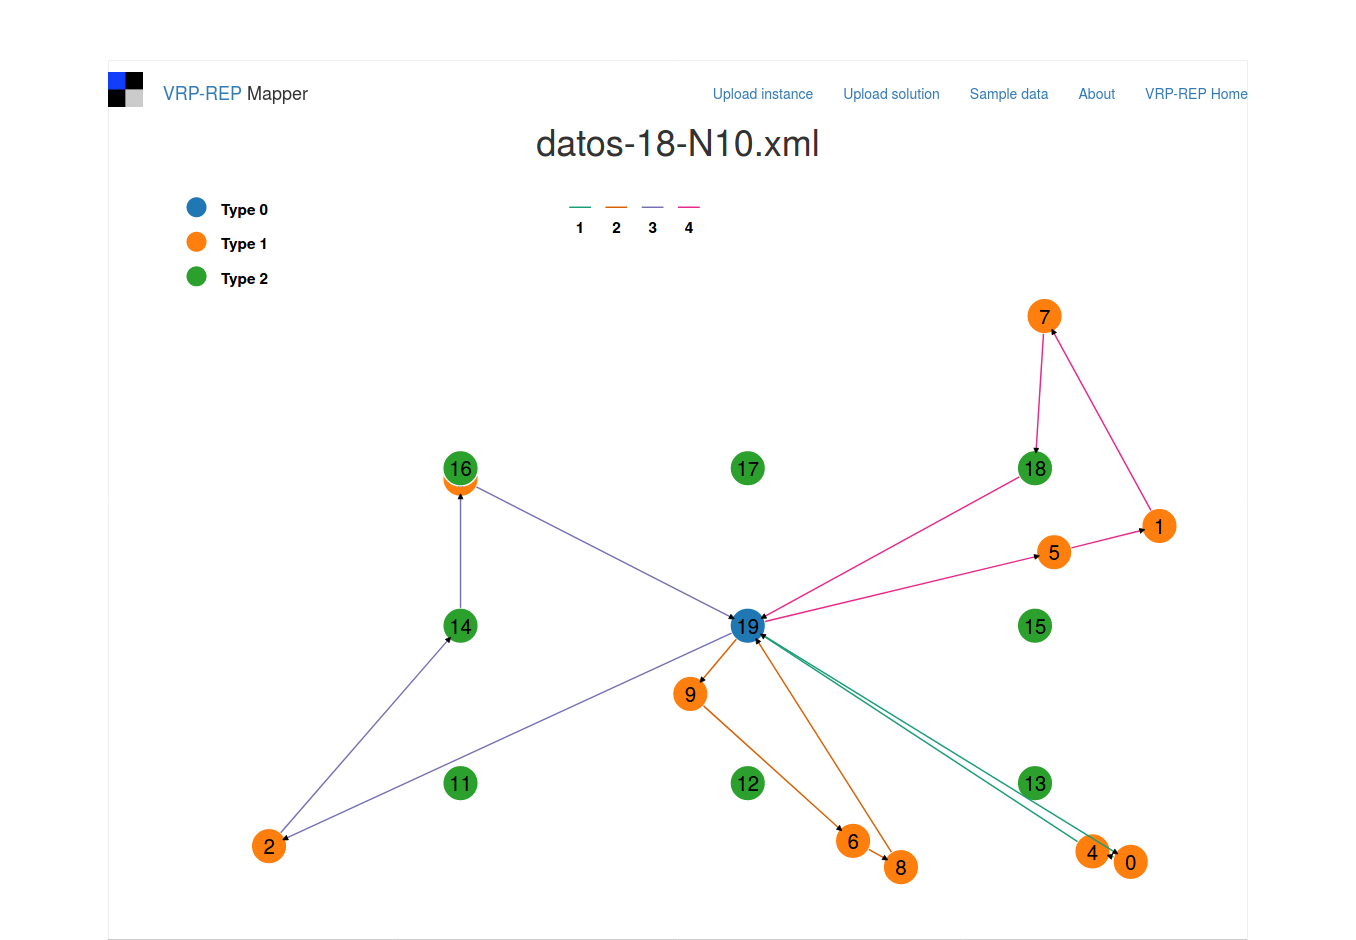 VRP-REP Mapper
Upload instance Upload solution Sample data About VRP-REP Home
datos-18-N10.xml
Type 0
Type 1
Type 2
1 2 3 4
7
16 17 18
1
5
14 19 15
9
11 12 13
2 6 8 4 0